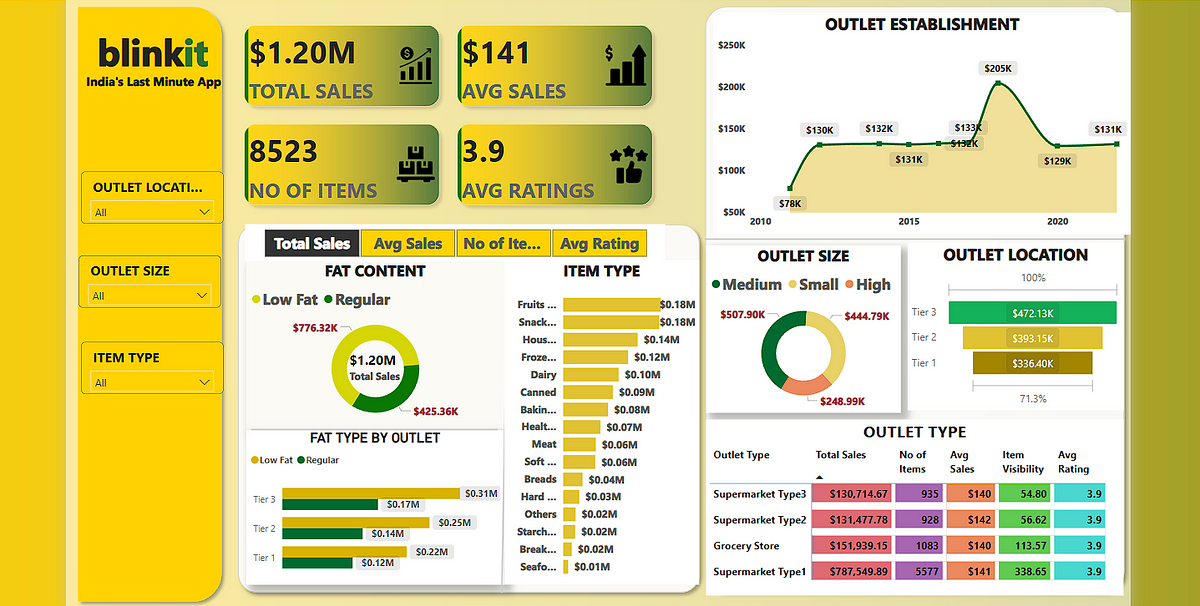 blinkit
India's Last Minute App
OUTLET LOCATI...
All
OUTLET SIZE
All
ITEM TYPE
All
$1.20M
TOTAL SALES
$141
AVG SALES
8523
NO OF ITEMS
3.9
AVG RATINGS
Total Sales
Avg Sales
No of Ite...
Avg Rating
FAT CONTENT
Low Fat
Regular
$776.32K
$1.20M
Total Sales
$425.36K
FAT TYPE BY OUTLET
Low Fat
Regular
Tier 3
$0.31M
$0.17M
Tier 2
$0.25M
$0.14M
Tier 1
$0.22M
$0.12M
ITEM TYPE
Fruits ... $0.18M
Snack... $0.18M
Hous... $0.14M
Froze... $0.12M
Dairy $0.10M
Canned $0.09M
Bakin... $0.08M
Healt... $0.07M
Meat $0.06M
Soft ... $0.06M
Breads $0.04M
Hard ... $0.03M
Others $0.02M
Starch... $0.02M
Break... $0.02M
Seafo... $0.01M
OUTLET ESTABLISHMENT
$250K
$200K
$150K
$100K
$50K
$78K
$130K
$132K
$131K
$132K
$133K
$205K
$129K
$131K
2010
2015
2020
OUTLET SIZE
Medium
Small
High
$507.90K
$444.79K
$248.99K
OUTLET LOCATION
100%
Tier 3 $472.13K
Tier 2 $393.15K
Tier 1 $336.40K
71.3%
OUTLET TYPE
Outlet Type Total Sales No of Items Avg Sales Item Visibility Avg Rating
Supermarket Type3 $130,714.67 935 $140 54.80 3.9
Supermarket Type2 $131,477.78 928 $142 56.62 3.9
Grocery Store $151,939.15 1083 $140 113.57 3.9
Supermarket Type1 $787,549.89 5577 $141 338.65 3.9